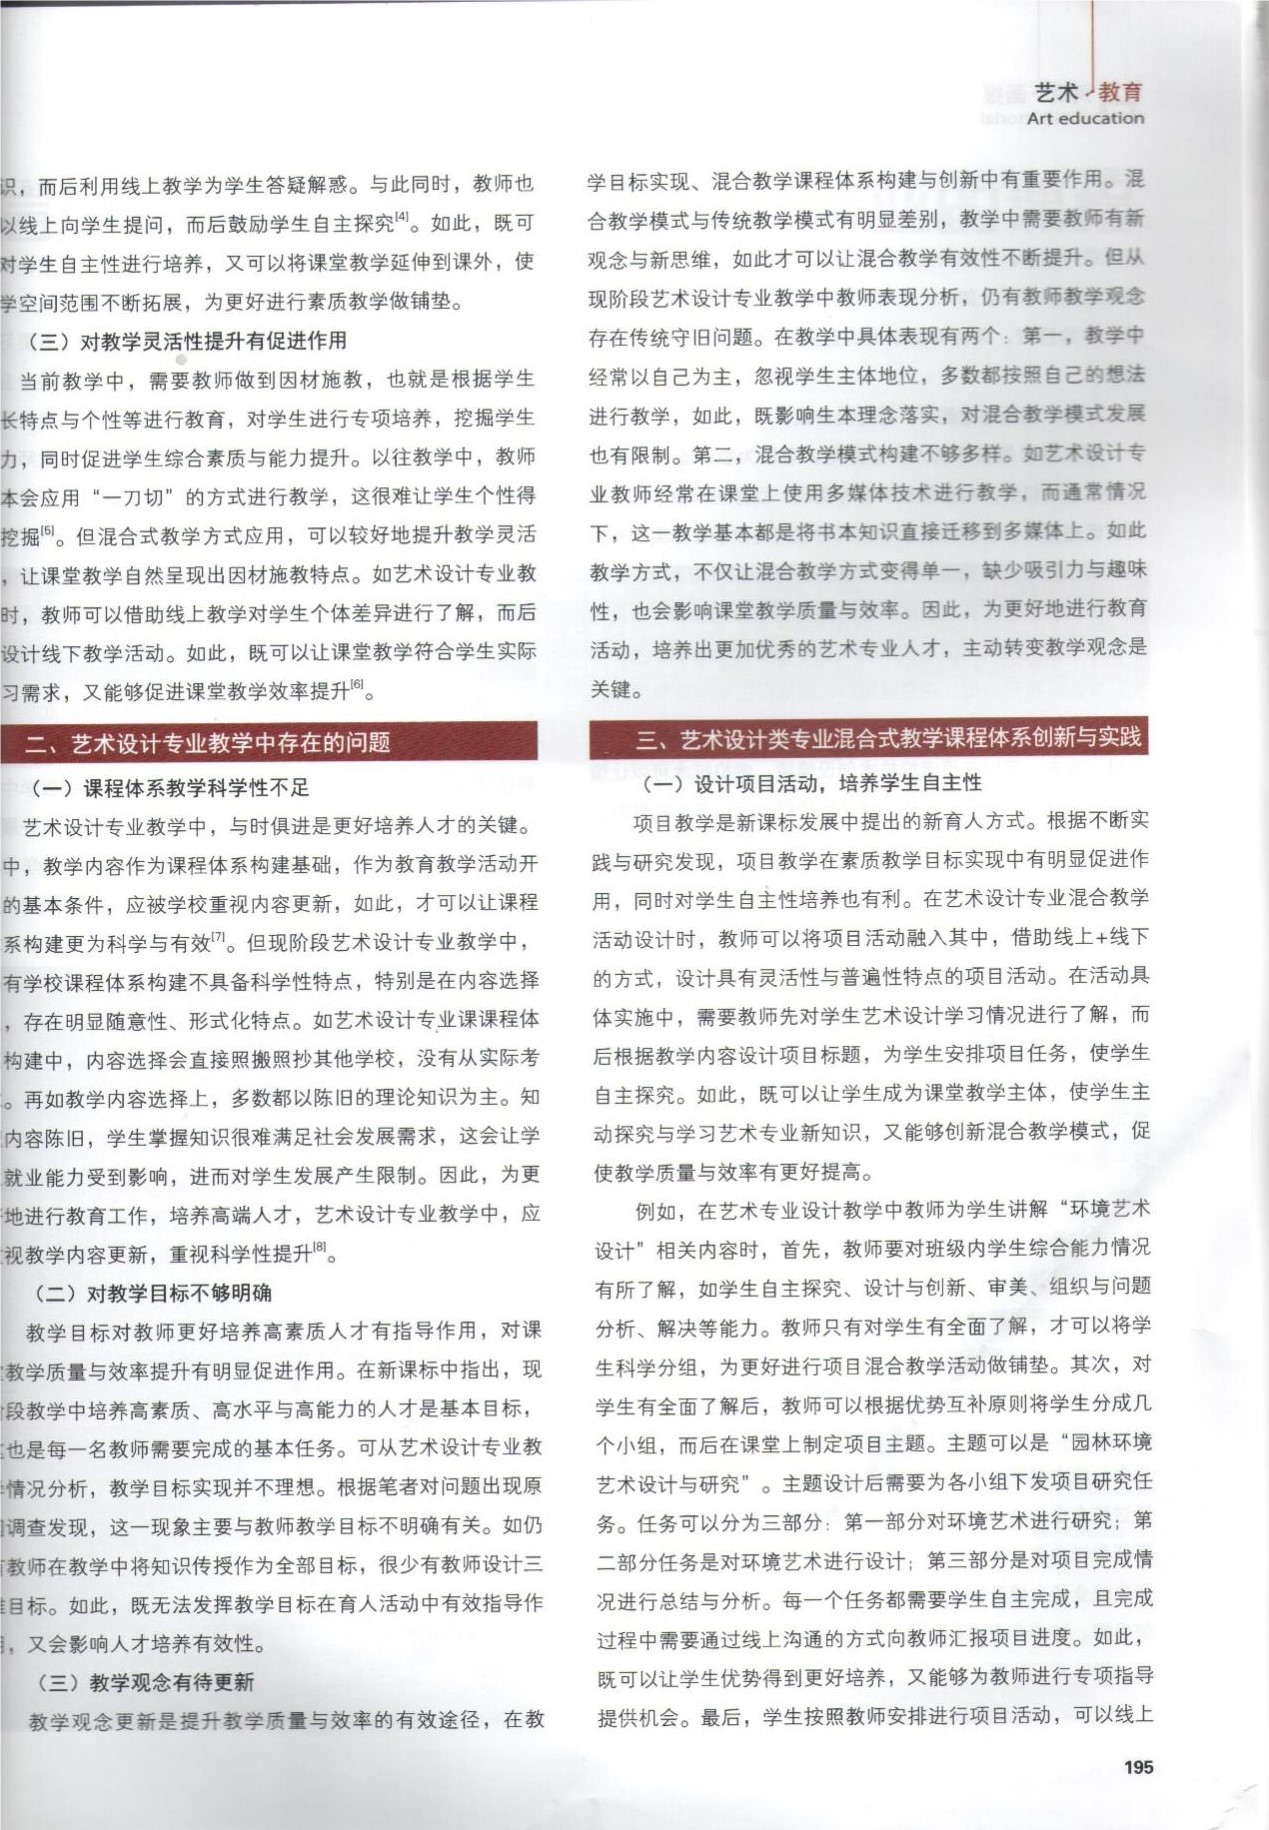 艺术·教育
Art education
识，而后利用线上教学为学生答疑解惑。与此同时，教师也
以线上向学生提问，而后鼓励学生自主探究[4]。如此，既可
对学生自主性进行培养，又可以将课堂教学延伸到课外，使
学空间范围不断拓展，为更好进行素质教学做铺垫。
（三）对教学灵活性提升有促进作用
当前教学中，需要教师做到因材施教，也就是根据学生
长特点与个性等进行教育，对学生进行专项培养，挖掘学生
力，同时促进学生综合素质与能力提升。以往教学中，教师
本会应用“一刀切”的方式进行教学，这很难让学生个性得
挖掘[5]。但混合式教学方式应用，可以较好地提升教学灵活
，让课堂教学自然呈现出因材施教特点。如艺术设计专业教
时，教师可以借助线上教学对学生个体差异进行了解，而后
设计线下教学活动。如此，既可以让课堂教学符合学生实际
习需求，又能够促进课堂教学效率提升[6]。
二、艺术设计专业教学中存在的问题
（一）课程体系教学科学性不足
艺术设计专业教学中，与时俱进是更好培养人才的关键。
中，教学内容作为课程体系构建基础，作为教育教学活动开
的基本条件，应被学校重视内容更新，如此，才可以让课程
系构建更为科学与有效[7]。但现阶段艺术设计专业教学中，
有学校课程体系构建不具备科学性特点，特别是在内容选择
，存在明显随意性、形式化特点。如艺术设计专业课课程体
构建中，内容选择会直接照搬照抄其他学校，没有从实际考
。再如教学内容选择上，多数都以陈旧的理论知识为主。知
内容陈旧，学生掌握知识很难满足社会发展需求，这会让学
就业能力受到影响，进而对学生发展产生限制。因此，为更
地进行教育工作，培养高端人才，艺术设计专业教学中，应
视教学内容更新，重视科学性提升[8]。
（二）对教学目标不够明确
教学目标对教师更好培养高素质人才有指导作用，对课
教学质量与效率提升有明显促进作用。在新课标中指出，现
段教学中培养高素质、高水平与高能力的人才是基本目标，
也是每一名教师需要完成的基本任务。可从艺术设计专业教
情况分析，教学目标实现并不理想。根据笔者对问题出现原
调查发现，这一现象主要与教师教学目标不明确有关。如仍
教师在教学中将知识传授作为全部目标，很少有教师设计三
目标。如此，既无法发挥教学目标在育人活动中有效指导作
，又会影响人才培养有效性。
（三）教学观念有待更新
教学观念更新是提升教学质量与效率的有效途径，在教
学目标实现、混合教学课程体系构建与创新中有重要作用。混
合教学模式与传统教学模式有明显差别，教学中需要教师有新
观念与新思维，如此才可以让混合教学有效性不断提升。但从
现阶段艺术设计专业教学中教师表现分析，仍有教师教学观念
存在传统守旧问题。在教学中具体表现有两个：第一，教学中
经常以自己为主，忽视学生主体地位，多数都按照自己的想法
进行教学，如此，既影响生本理念落实，对混合教学模式发展
也有限制。第二，混合教学模式构建不够多样。如艺术设计专
业教师经常在课堂上使用多媒体技术进行教学，而通常情况
下，这一教学基本都是将书本知识直接迁移到多媒体上。如此
教学方式，不仅让混合教学方式变得单一，缺少吸引力与趣味
性，也会影响课堂教学质量与效率。因此，为更好地进行教育
活动，培养出更加优秀的艺术专业人才，主动转变教学观念是
关键。
三、艺术设计类专业混合式教学课程体系创新与实践
（一）设计项目活动，培养学生自主性
项目教学是新课标发展中提出的新育人方式。根据不断实
践与研究发现，项目教学在素质教学目标实现中有明显促进作
用，同时对学生自主性培养也有利。在艺术设计专业混合教学
活动设计时，教师可以将项目活动融入其中，借助线上+线下
的方式，设计具有灵活性与普遍性特点的项目活动。在活动具
体实施中，需要教师先对学生艺术设计学习情况进行了解，而
后根据教学内容设计项目标题，为学生安排项目任务，使学生
自主探究。如此，既可以让学生成为课堂教学主体，使学生主
动探究与学习艺术专业新知识，又能够创新混合教学模式，促
使教学质量与效率有更好提高。
例如，在艺术专业设计教学中教师为学生讲解“环境艺术
设计”相关内容时，首先，教师要对班级内学生综合能力情况
有所了解，如学生自主探究、设计与创新、审美、组织与问题
分析、解决等能力。教师只有对学生有全面了解，才可以将学
生科学分组，为更好进行项目混合教学活动做铺垫。其次，对
学生有全面了解后，教师可以根据优势互补原则将学生分成几
个小组，而后在课堂上制定项目主题。主题可以是“园林环境
艺术设计与研究”。主题设计后需要为各小组下发项目研究任
务。任务可以分为三部分：第一部分对环境艺术进行研究；第
二部分任务是对环境艺术进行设计；第三部分是对项目完成情
况进行总结与分析。每一个任务都需要学生自主完成，且完成
过程中需要通过线上沟通的方式向教师汇报项目进度。如此，
既可以让学生优势得到更好培养，又能够为教师进行专项指导
提供机会。最后，学生按照教师安排进行项目活动，可以线上
195